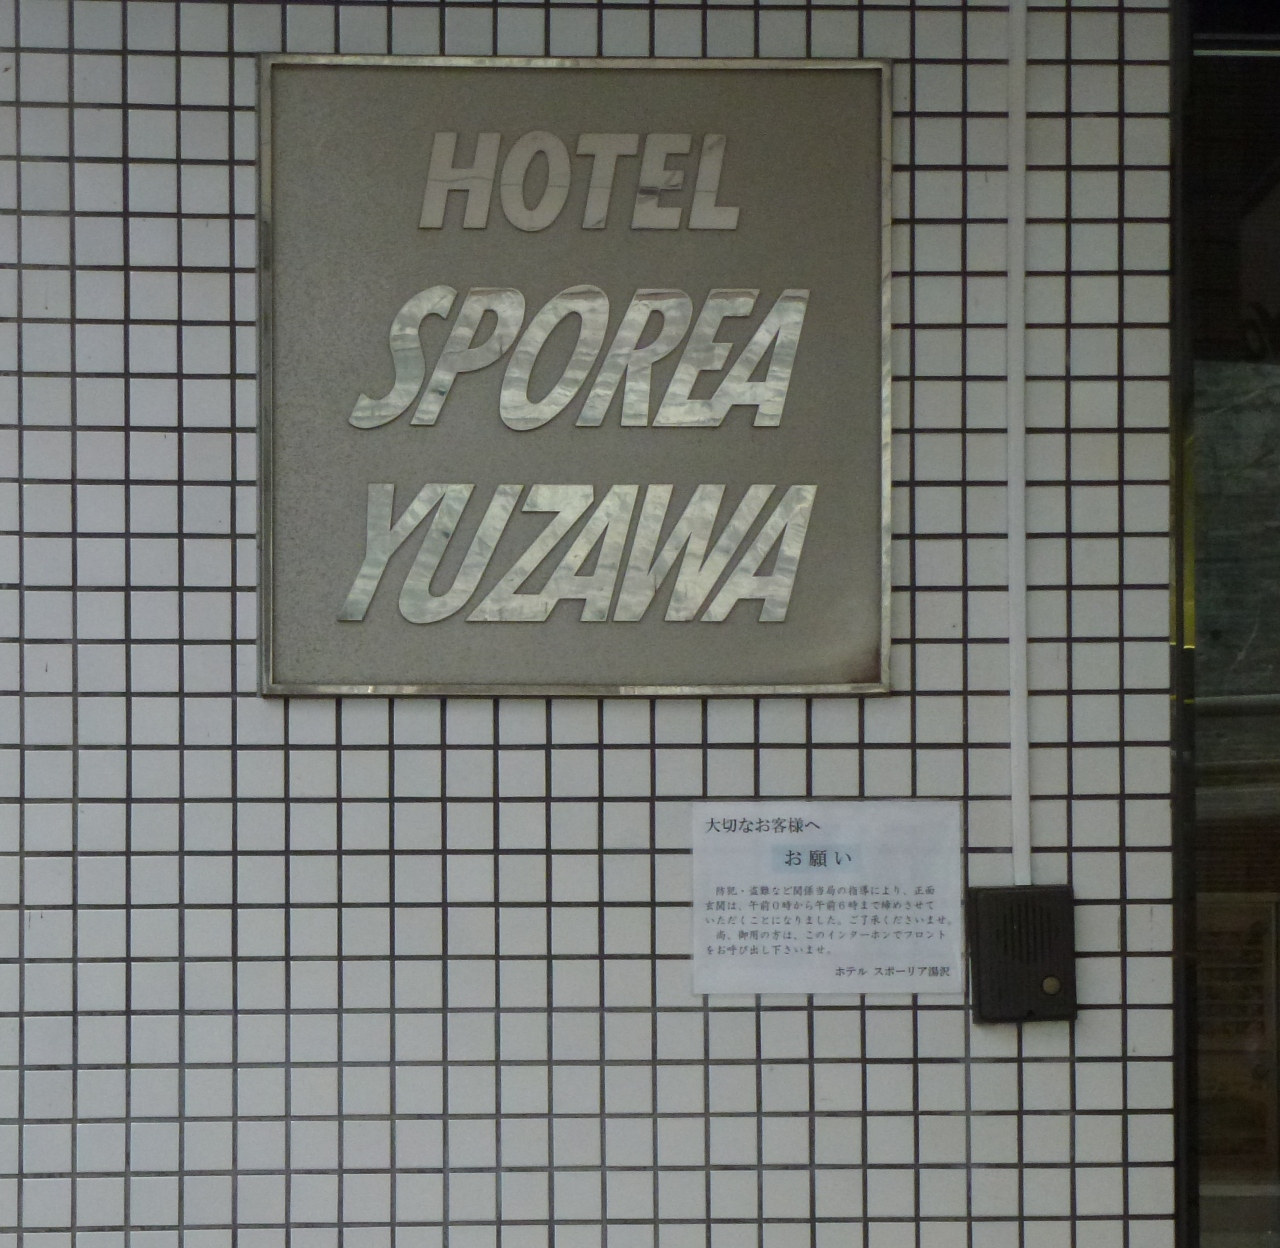 HOTEL
SPOREA
YUZAWA
大切なお客様へ
お願い
防犯・盗難など関係当局の指導により、正面
玄関は、午前０時から午前６時まで締めさせて
いただくことになりました。ご了承くださいませ。
尚、御用の方は、このインターホンでフロント
をお呼び出し下さいませ。
ホテル スポーリア湯沢